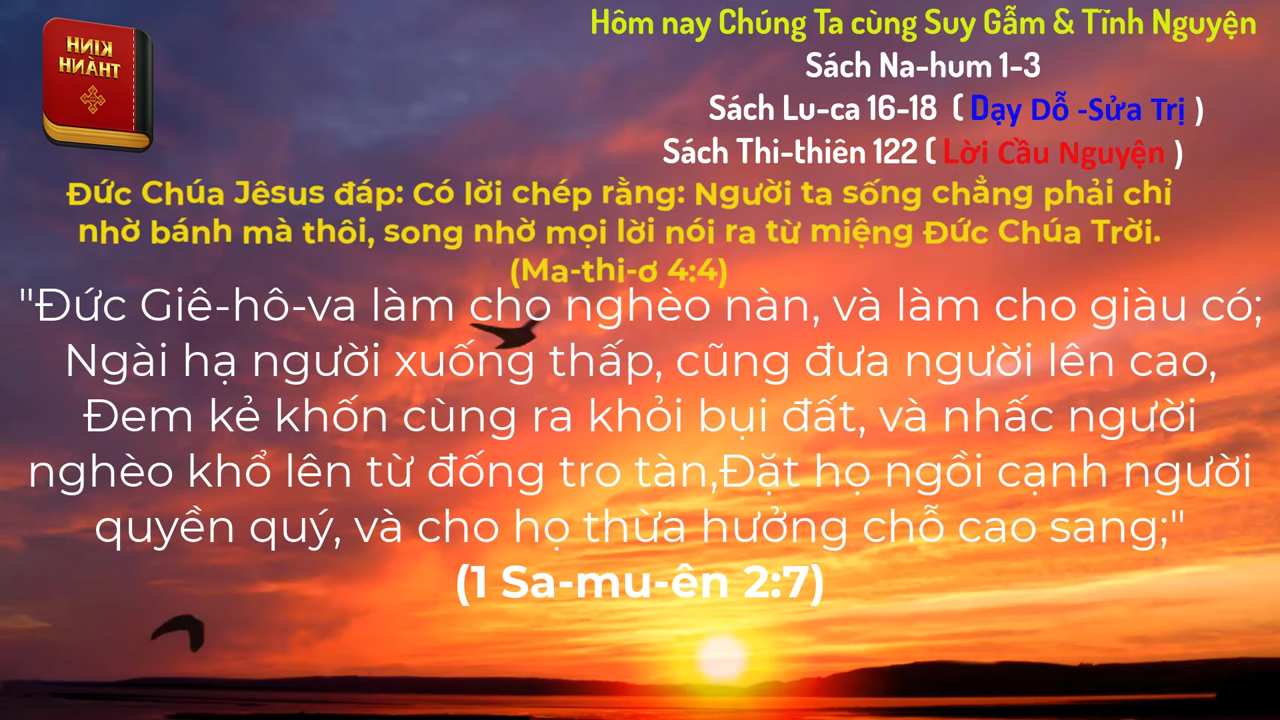 KINH
THÀNH
Hôm nay Chúng Ta cùng Suy Gẫm & Tĩnh Nguyện
Sách Na-hum 1-3
Sách Lu-ca 16-18 ( Dạy Dỗ -Sửa Trị )
Sách Thi-thiên 122 ( Lời Cầu Nguyện )
Đức Chúa Jêsus đáp: Có lời chép rằng: Người ta sống chẳng phải chỉ
nhờ bánh mà thôi, song nhờ mọi lời nói ra từ miệng Đức Chúa Trời.
(Ma-thi-ơ 4:4)
"Đức Giê-hô-va làm cho nghèo nàn, và làm cho giàu có;
Ngài hạ người xuống thấp, cũng đưa người lên cao,
Đem kẻ khốn cùng ra khỏi bụi đất, và nhấc người
nghèo khổ lên từ đống tro tàn,Đặt họ ngồi cạnh người
quyền quý, và cho họ thừa hưởng chỗ cao sang;"
(1 Sa-mu-ên 2:7)